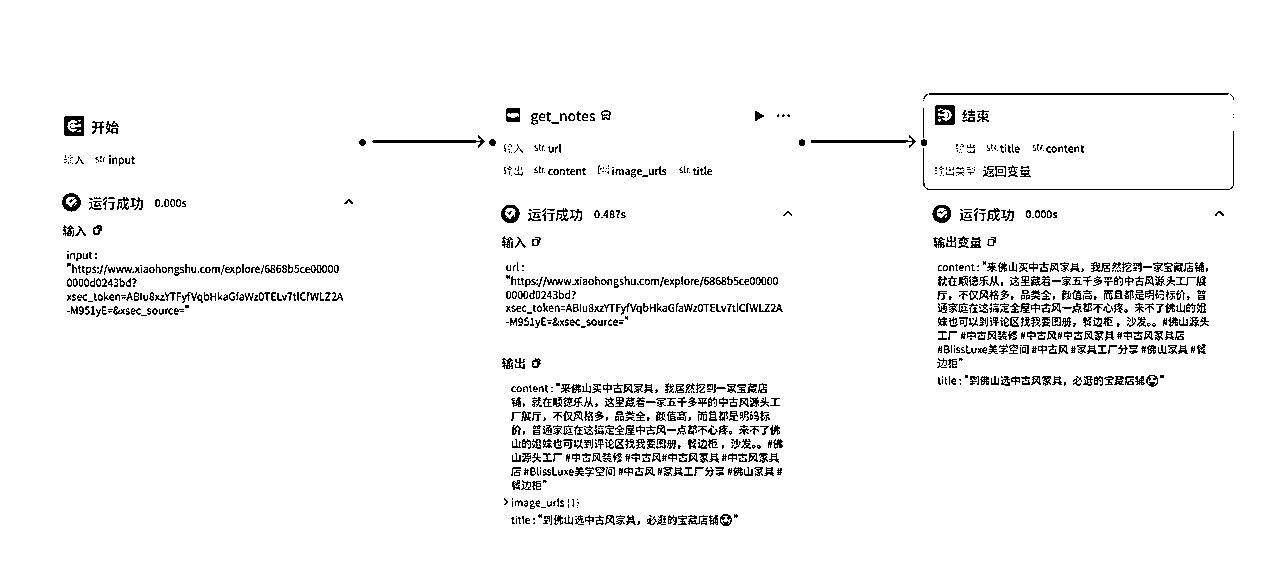 开始
输入 str. input
运行成功 0.000s
输入
input:
"https://www.xiaohongshu.com/explore/6868b5ce00000
0000d0243bd?
xsec_token=ABIu8xzYTFyfVqbHkaGfaWz0TELv7tlCfWLZ2A
-M951yE=&xsec_source="
get_notes
输入 str. url
输出 str. content image_urls str. title
运行成功 0.487s
输入
url:
"https://www.xiaohongshu.com/explore/6868b5ce00000
0000d0243bd?
xsec_token=ABIu8xzYTFyfVqbHkaGfaWz0TELv7tlCfWLZ2A
-M951yE=&xsec_source="
输出
content:"来佛山买中古风家具，我居然挖到一家宝藏店
铺，就在顺德乐从，这里藏着一家五千多平的中古风源头工
厂展厅，不仅风格多，品类全，颜值高，而且都是明码标
价，普通家庭在这搞定全屋中古风一点都不心疼。来不了佛
山的姐妹也可以到评论区找我要图册，餐边柜，沙发。。#佛
山源头工厂 #中古风装修 #中古风#中古风家具 #中古风家具
店 #BlissLuxe美学空间 #中古风 #家具工厂分享 #佛山家具 #
餐边柜"
image_urls [1]
title:"到佛山选中古风家具，必逛的宝藏店铺😍"
结束
输出 str. title str. content
输出类型 返回变量
运行成功 0.000s
输出变量
content:"来佛山买中古风家具，我居然挖到一家宝藏店铺，
就在顺德乐从，这里藏着一家五千多平的中古风源头工厂展
厅，不仅风格多，品类全，颜值高，而且都是明码标价，普
通家庭在这搞定全屋中古风一点都不心疼。来不了佛山的姐
妹也可以到评论区找我要图册，餐边柜，沙发。。#佛山源头
工厂 #中古风装修 #中古风#中古风家具 #中古风家具店
#BlissLuxe美学空间 #中古风 #家具工厂分享 #佛山家具 #餐
边柜"
title:"到佛山选中古风家具，必逛的宝藏店铺😍"